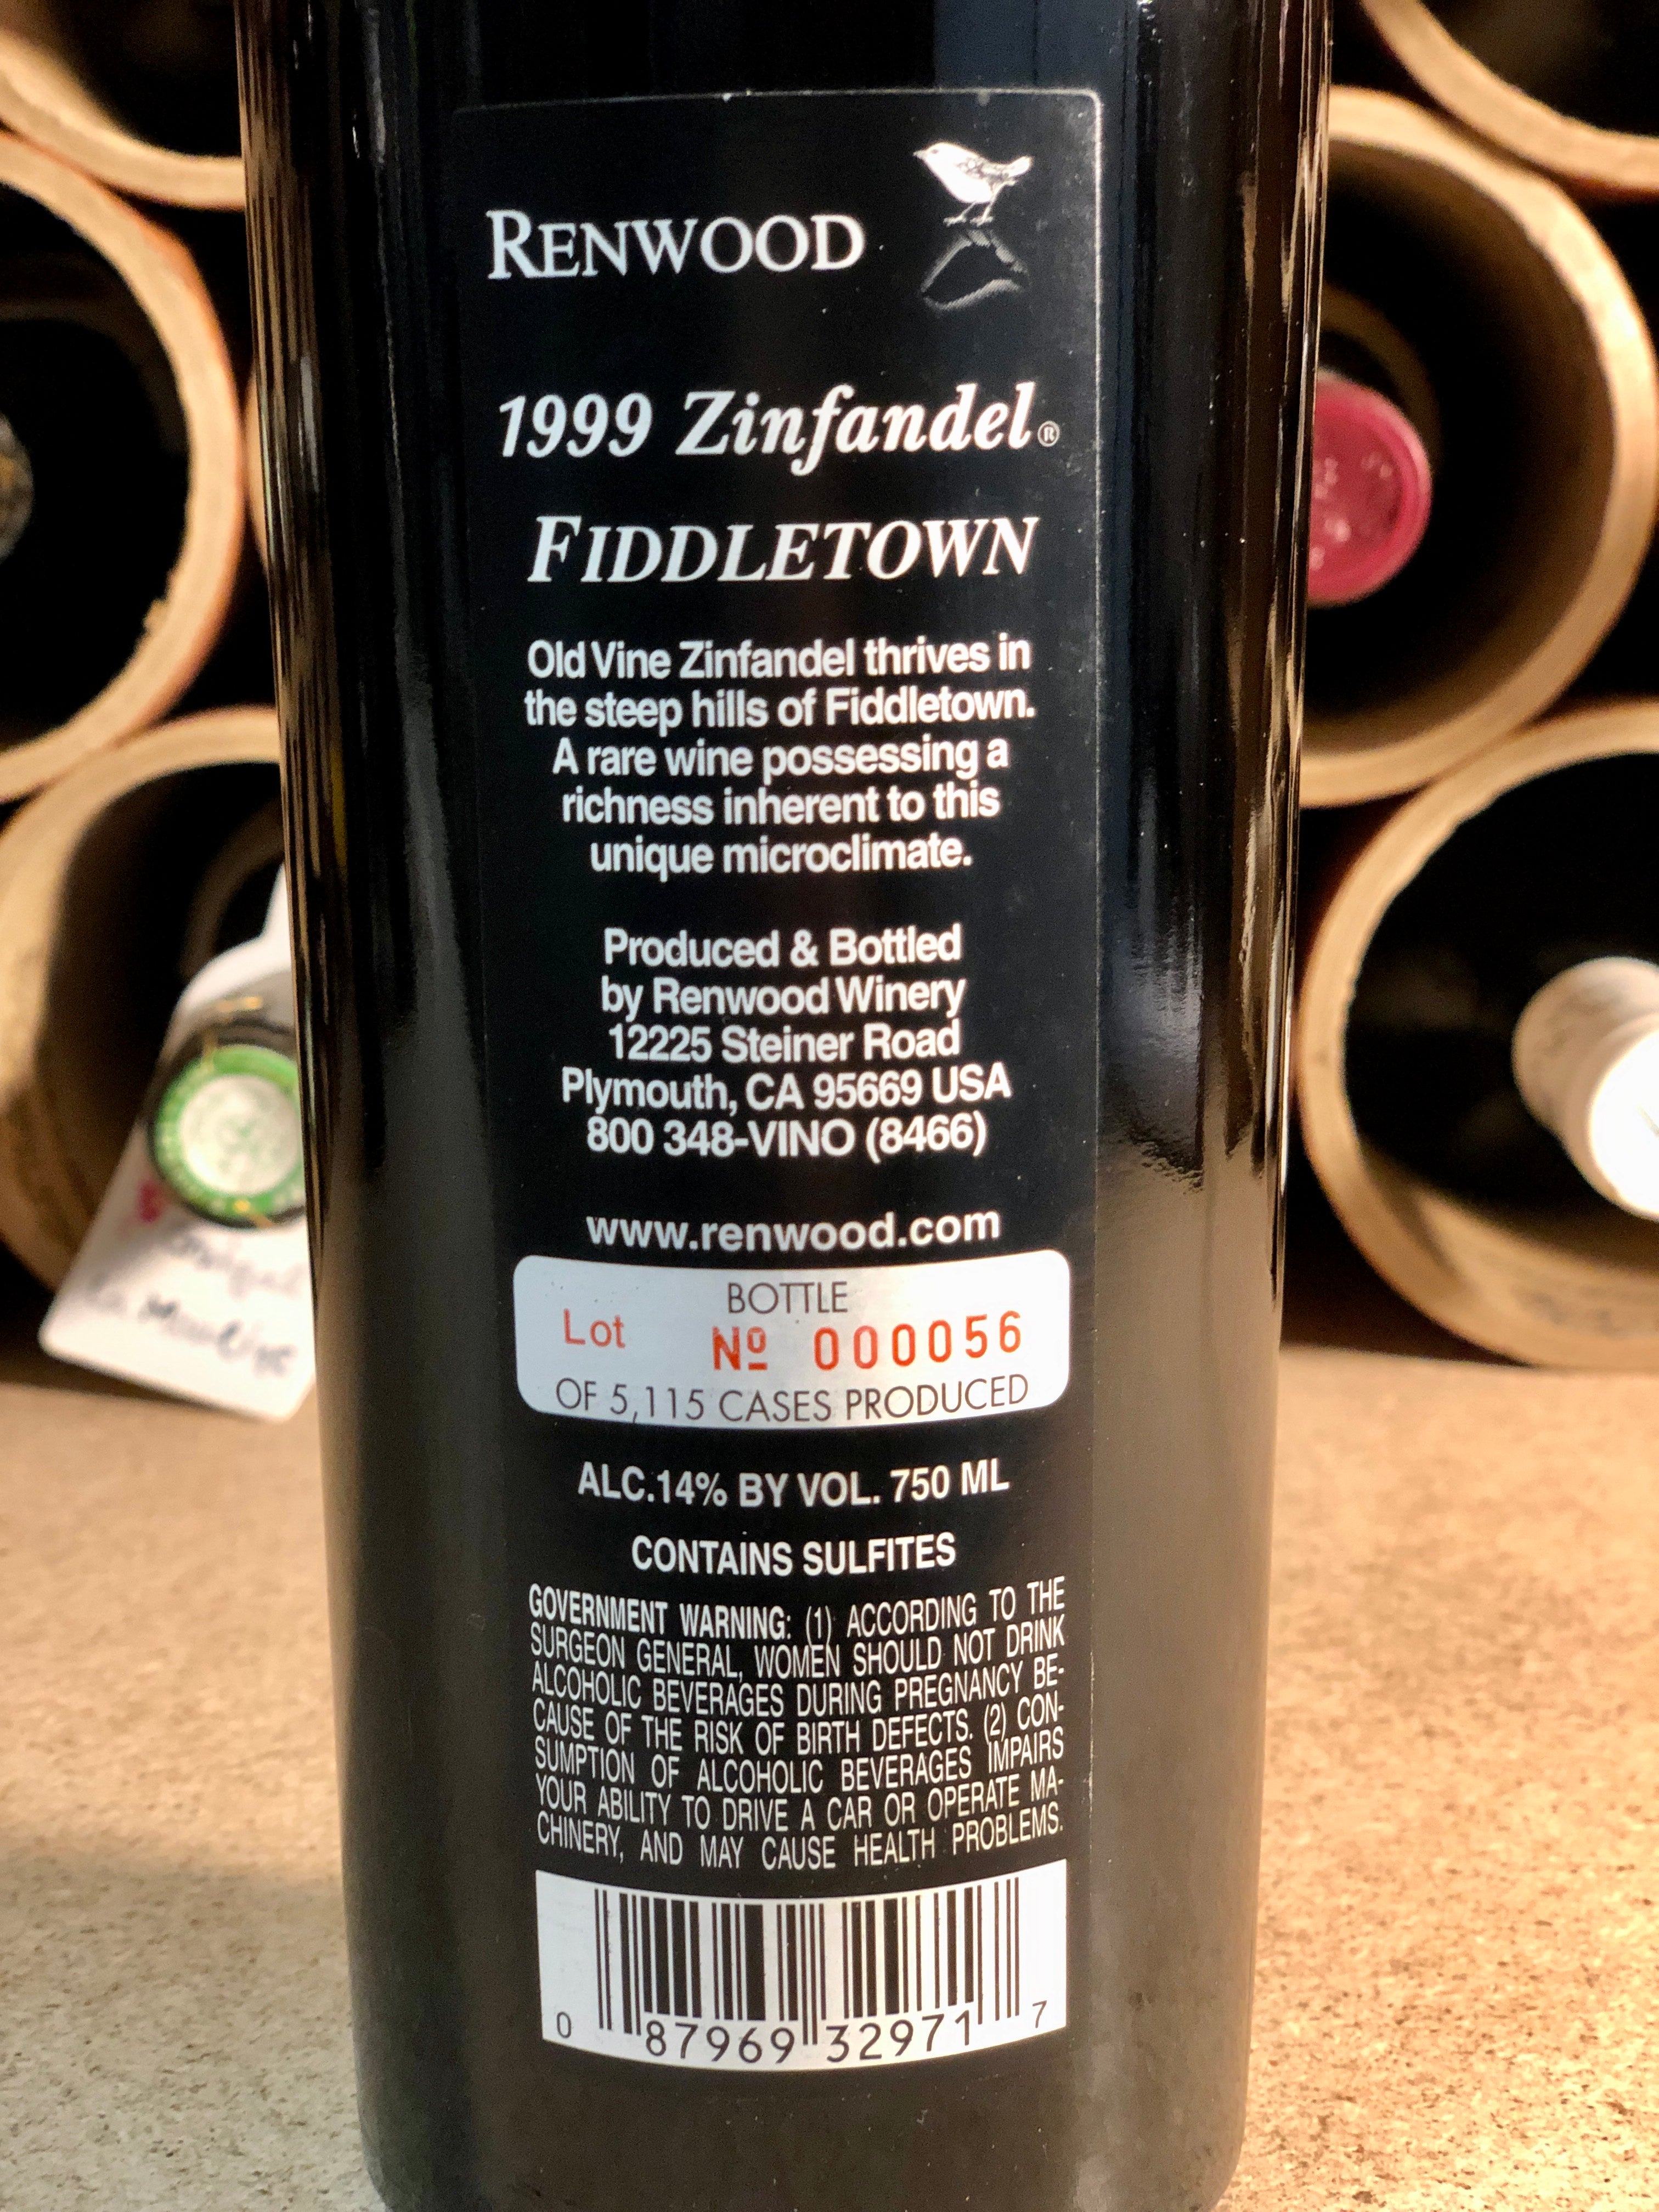 RENWOOD
1999 Zinfandel®
FIDDLETOWN
Old Vine Zinfandel thrives in
the steep hills of Fiddletown.
A rare wine possessing a
richness inherent to this
unique microclimate.
Produced & Bottled
by Renwood Winery
12225 Steiner Road
Plymouth, CA 95669 USA
800 348-VINO (8466)
www.renwood.com
BOTTLE
Lot Nº 000056
OF 5,115 CASES PRODUCED
ALC.14% BY VOL. 750 ML
CONTAINS SULFITES
GOVERNMENT WARNING: (1) ACCORDING TO THE
SURGEON GENERAL, WOMEN SHOULD NOT DRINK
ALCOHOLIC BEVERAGES DURING PREGNANCY BE-
CAUSE OF THE RISK OF BIRTH DEFECTS. (2) CON-
SUMPTION OF ALCOHOLIC BEVERAGES IMPAIRS
YOUR ABILITY TO DRIVE A CAR OR OPERATE MA-
CHINERY, AND MAY CAUSE HEALTH PROBLEMS.
0 87969 32971 7